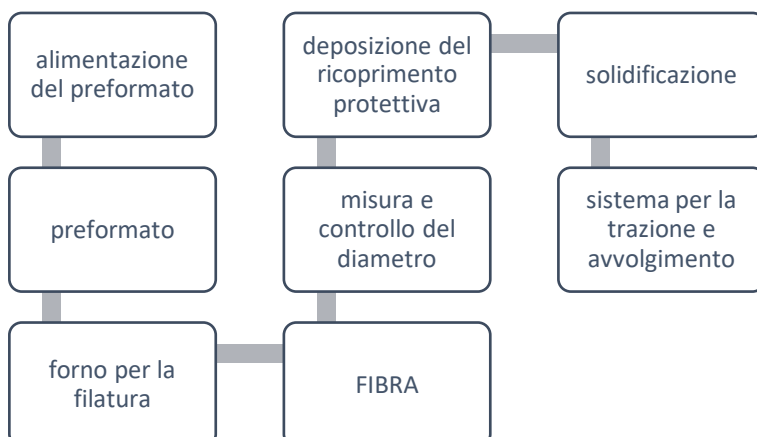 alimentazione
del preformato
preformato
forno per la
filatura
FIBRA
misura e
controllo del
diametro
deposizione del
ricoprimento
protettiva
solidificazione
sistema per la
trazione e
avvolgimento